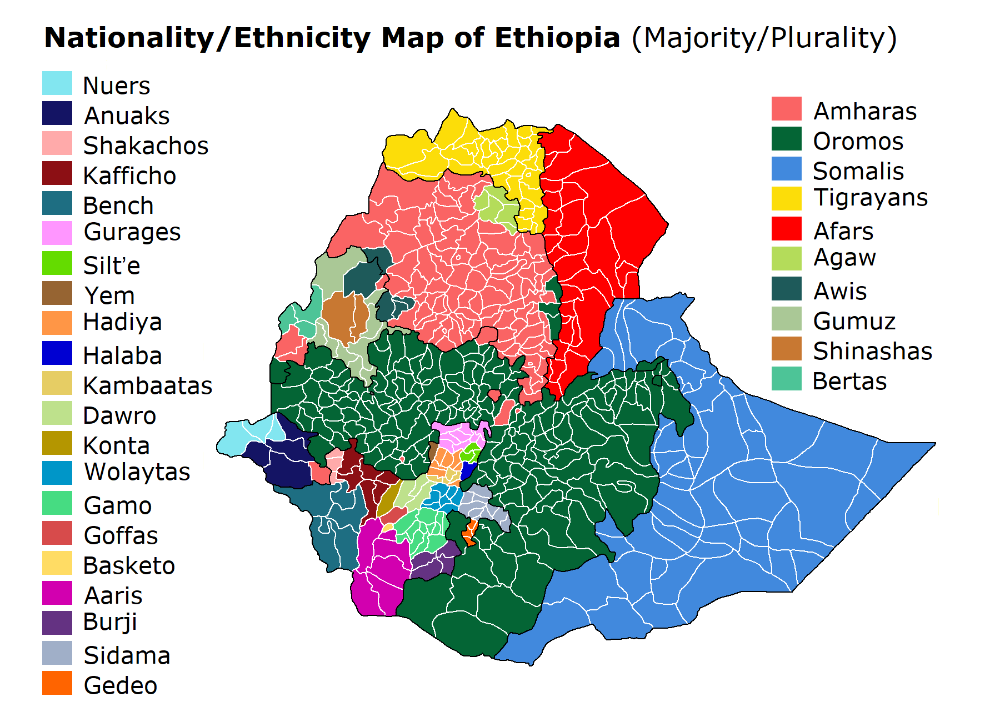 Nationality/Ethnicity Map of Ethiopia (Majority/Plurality)
Nuers
Anuaks
Shakachos
Kafficho
Bench
Gurages
Silt'e
Yem
Hadiya
Halaba
Kambaatas
Dawro
Konta
Wolaytas
Gamo
Goffas
Basketo
Aaris
Burji
Sidama
Gedeo
Amharas
Oromos
Somalis
Tigrayans
Afars
Agaw
Awis
Gumuz
Shinashas
Bertas